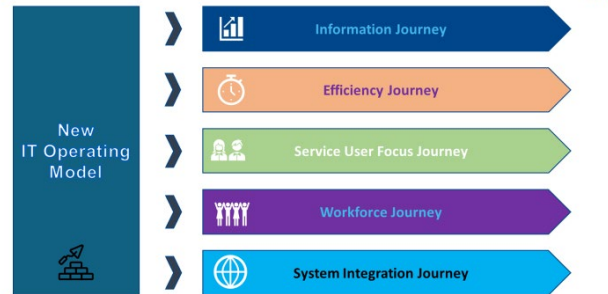 New
IT Operating
Model
Information Journey
Efficiency Journey
Service User Focus Journey
Workforce Journey
System Integration Journey